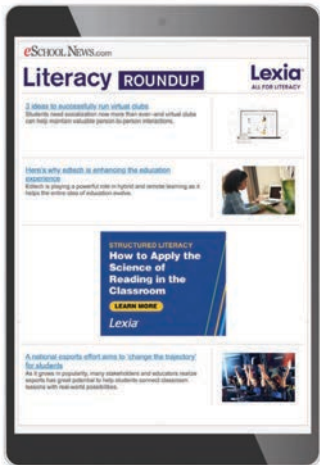 eSCHOOL NEWS.com
Literacy ROUNDUP
Lexia
ALL FOR LITERACY
3 ideas to successfully run virtual clubs
Students need socialization now more than ever--and virtual clubs
can help maintain valuable person-to-person interactions.
Here's why edtech is enhancing the education
experience
Edtech is playing a powerful role in hybrid and remote learning as it
helps the entire idea of education evolve.
STRUCTURED LITERACY
How to Apply the
Science of
Reading in the
Classroom
LEARN MORE
Lexia
A national esports effort aims to 'change the trajectory'
for students
As it grows in popularity, many stakeholders and educators realize
esports has great potential to help students connect classroom
lessons with real-world possibilities.